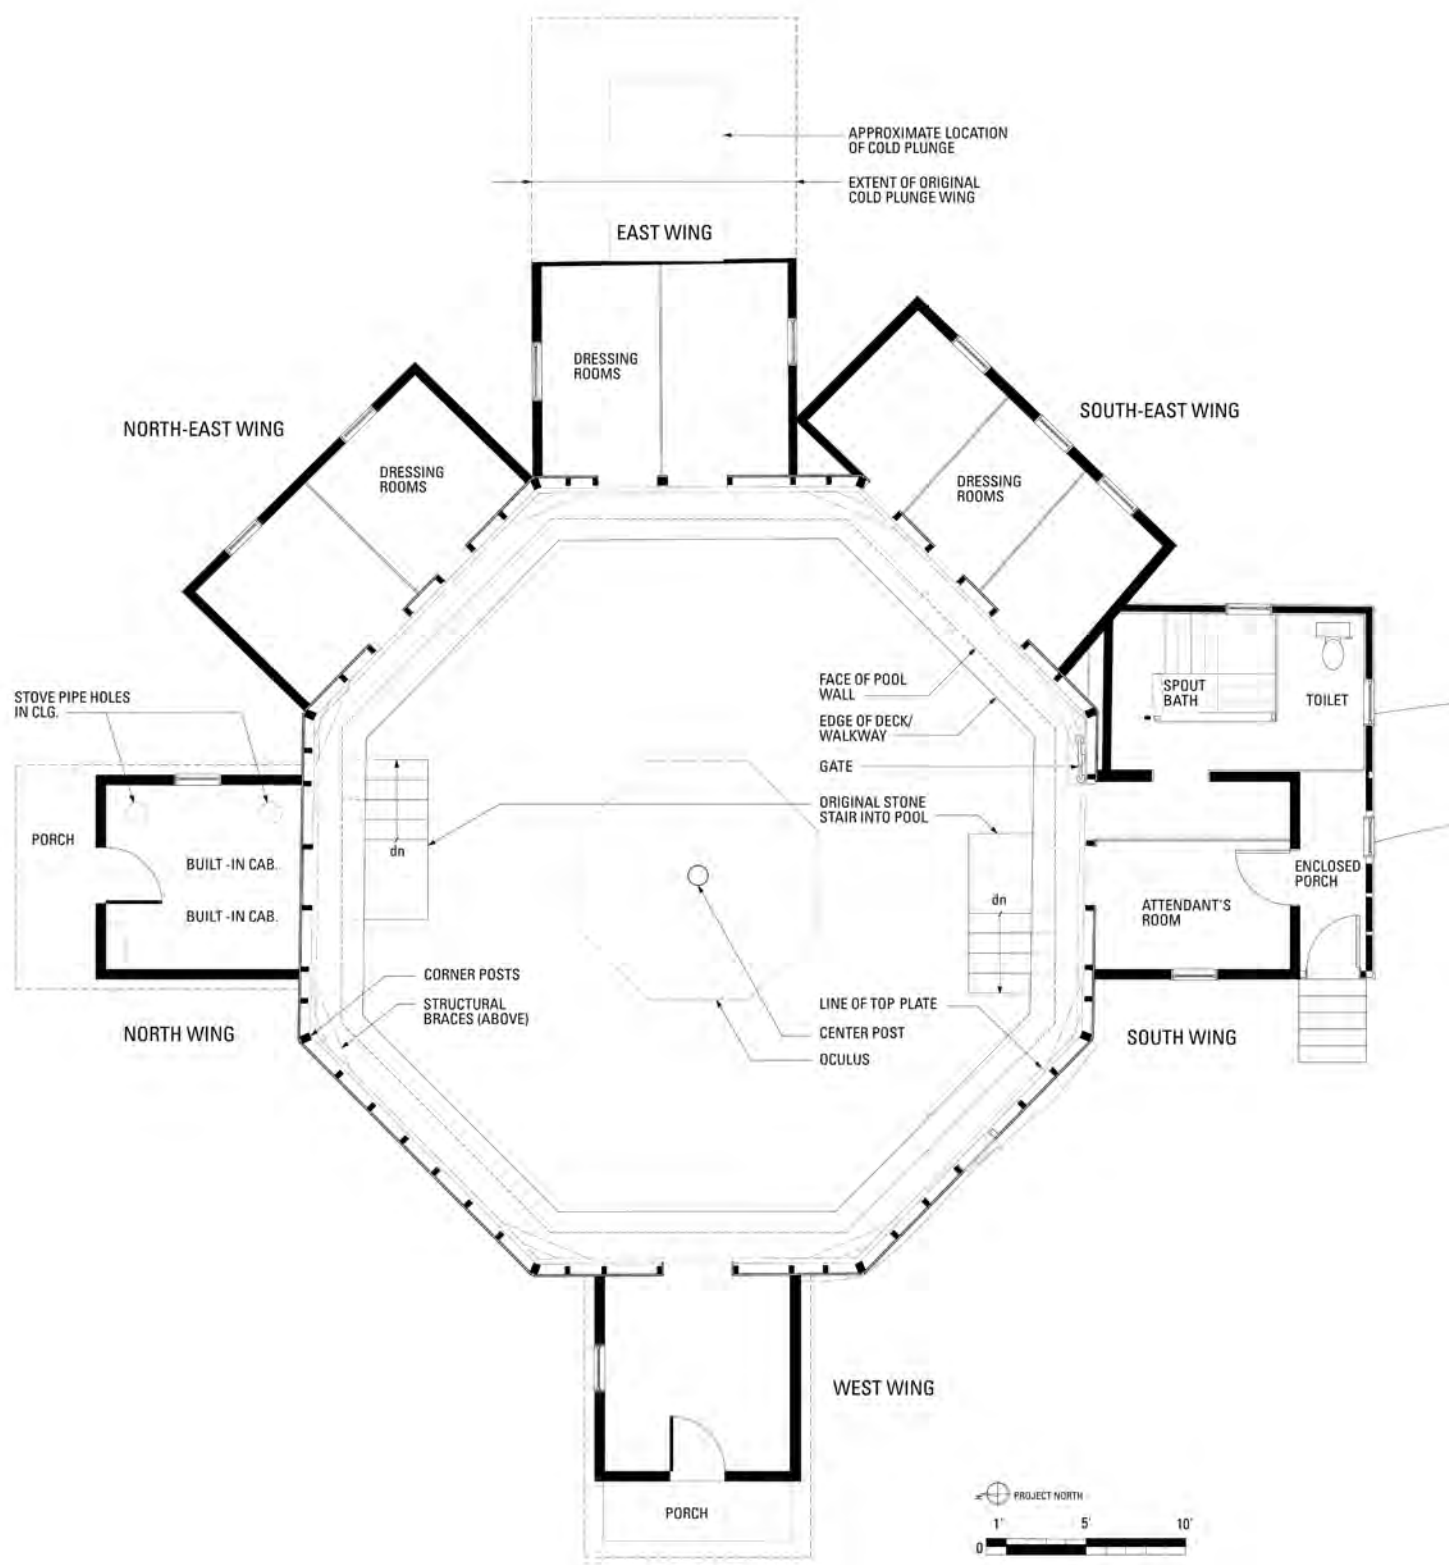 APPROXIMATE LOCATION
OF COLD PLUNGE
EXTENT OF ORIGINAL
COLD PLUNGE WING
EAST WING
DRESSING
ROOMS
SOUTH-EAST WING
NORTH-EAST WING
DRESSING
ROOMS
DRESSING
ROOMS
STOVE PIPE HOLES
IN CLG.
FACE OF POOL
WALL
SPOUT
BATH
TOILET
EDGE OF DECK/
WALKWAY
GATE
ORIGINAL STONE
STAIR INTO POOL
PORCH
dn
BUILT -IN CAB.
BUILT -IN CAB.
dn
ENCLOSED
PORCH
ATTENDANT'S
ROOM
CORNER POSTS
STRUCTURAL
BRACES (ABOVE)
LINE OF TOP PLATE
NORTH WING
CENTER POST
SOUTH WING
OCULUS
WEST WING
PORCH
N
PROJECT NORTH
1' 5' 10'
0